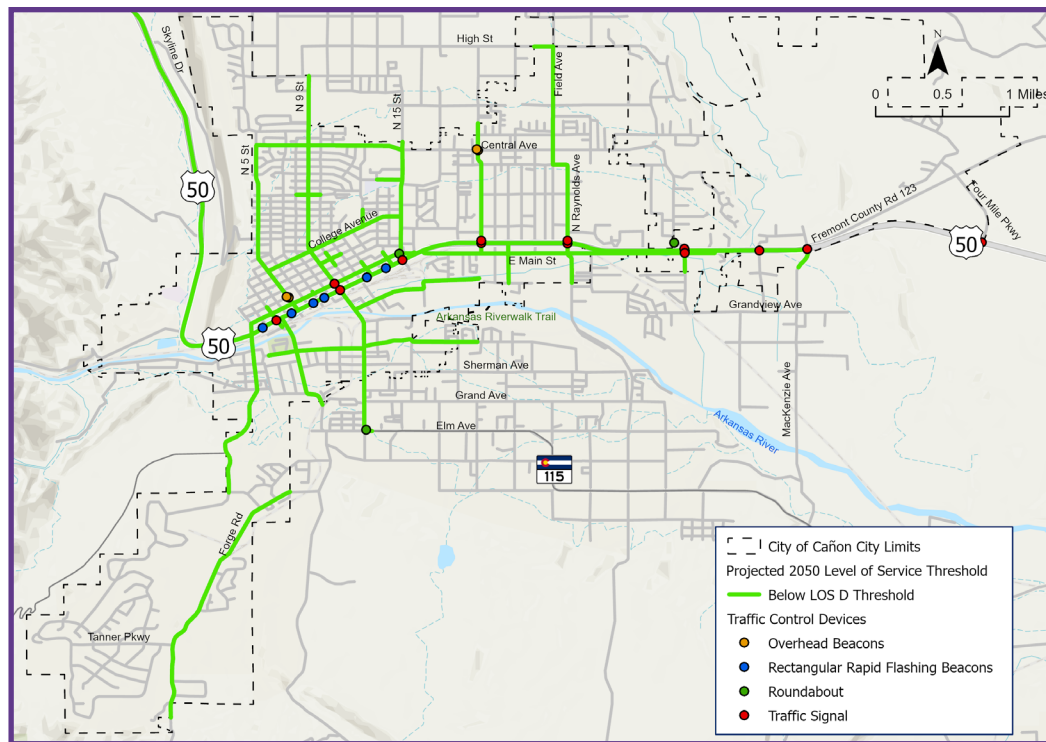 High St
N
Skyline Dr
Field Ave
0 0.5 1 Miles
N 9 St
N 15 St
Central Ave
N 5 St
50
N Raynolds Ave
College Avenue
Fremont County Rd 123
Four Mile Pkwy
50
E Main St
Grandview Ave
Arkansas Riverwalk Trail
50
Sherman Ave
MacKenzie Ave
Grand Ave
Elm Ave
Arkansas River
115
Forge Rd
Tanner Pkwy
City of Cañon City Limits
Projected 2050 Level of Service Threshold
Below LOS D Threshold
Traffic Control Devices
Overhead Beacons
Rectangular Rapid Flashing Beacons
Roundabout
Traffic Signal